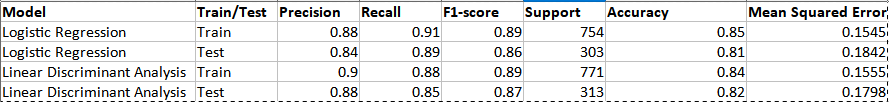 Model Train/Test Precision Recall F1-score Support Accuracy Mean Squared Error
Logistic Regression Train 0.88 0.91 0.89 754 0.85 0.1545
Logistic Regression Test 0.84 0.89 0.86 303 0.81 0.1842
Linear Discriminant Analysis Train 0.9 0.88 0.89 771 0.84 0.1555
Linear Discriminant Analysis Test 0.88 0.85 0.87 313 0.82 0.1798